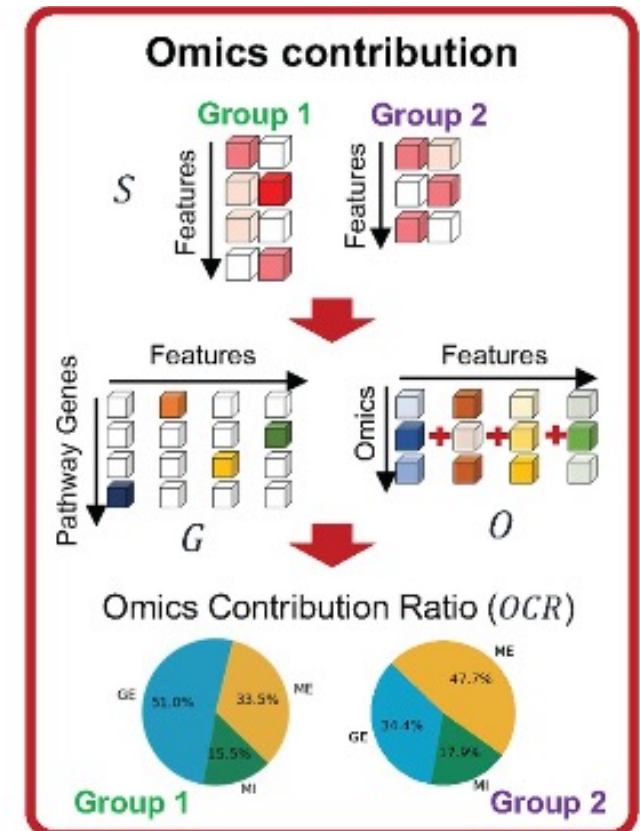 Omics contribution
Group 1
Group 2
S
Features
Features
Features
Features
Pathway Genes
Omics
+ + +
G
O
Omics Contribution Ratio (OCR)
GE
51.0%
33.5%
ME
15.5%
MI
ME
47.7%
GE
34.4%
17.9%
MI
Group 1
Group 2